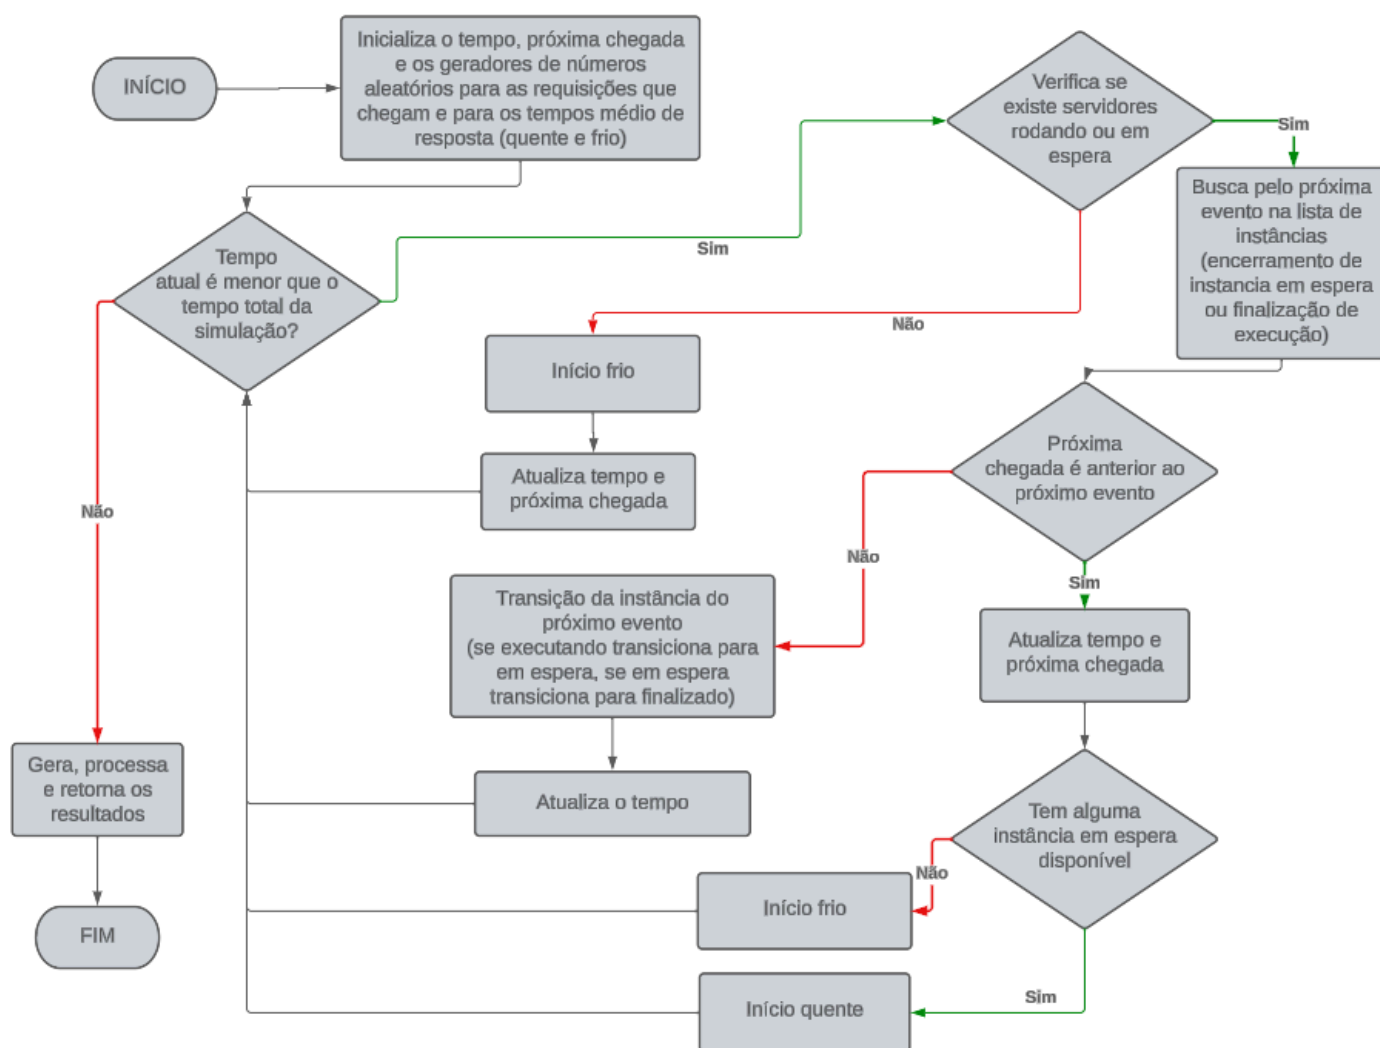 INÍCIO
Inicializa o tempo, próxima chegada
e os geradores de números
aleatórios para as requisições que
chegam e para os tempos médio de
resposta (quente e frio)
Verifica se
existe servidores
rodando ou em
espera
Sim
Busca pelo próxima
evento na lista de
instâncias
(encerramento de
instancia em espera
ou finalização de
execução)
Tempo
atual é menor que o
tempo total da
simulação?
Sim
Não
Início frio
Atualiza tempo e
próxima chegada
Próxima
chegada é anterior ao
próximo evento
Não
Não
Sim
Transição da instância do
próximo evento
(se executando transiciona para
em espera, se em espera
transiciona para finalizado)
Atualiza tempo e
próxima chegada
Gera, processa
e retorna os
resultados
Atualiza o tempo
Tem alguma
instância em espera
disponível
Não
Início frio
FIM
Sim
Início quente